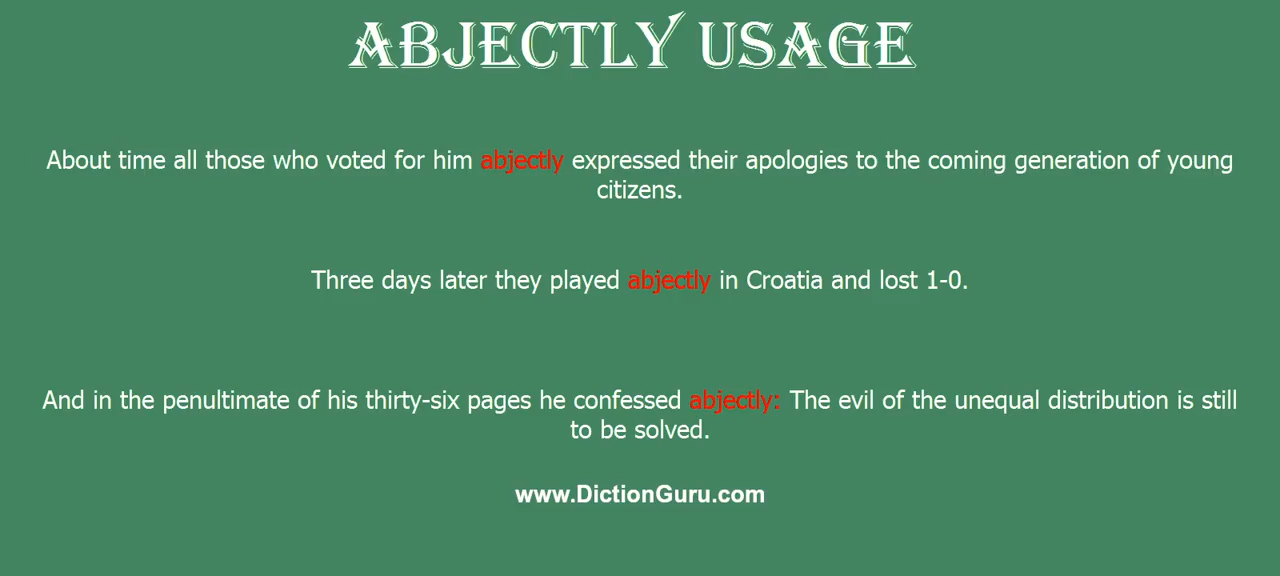 ABJECTLY USAGE
About time all those who voted for him abjectly expressed their apologies to the coming generation of young
citizens.
Three days later they played abjectly in Croatia and lost 1-0.
And in the penultimate of his thirty-six pages he confessed abjectly: The evil of the unequal distribution is still
to be solved.
www.DictionGuru.com